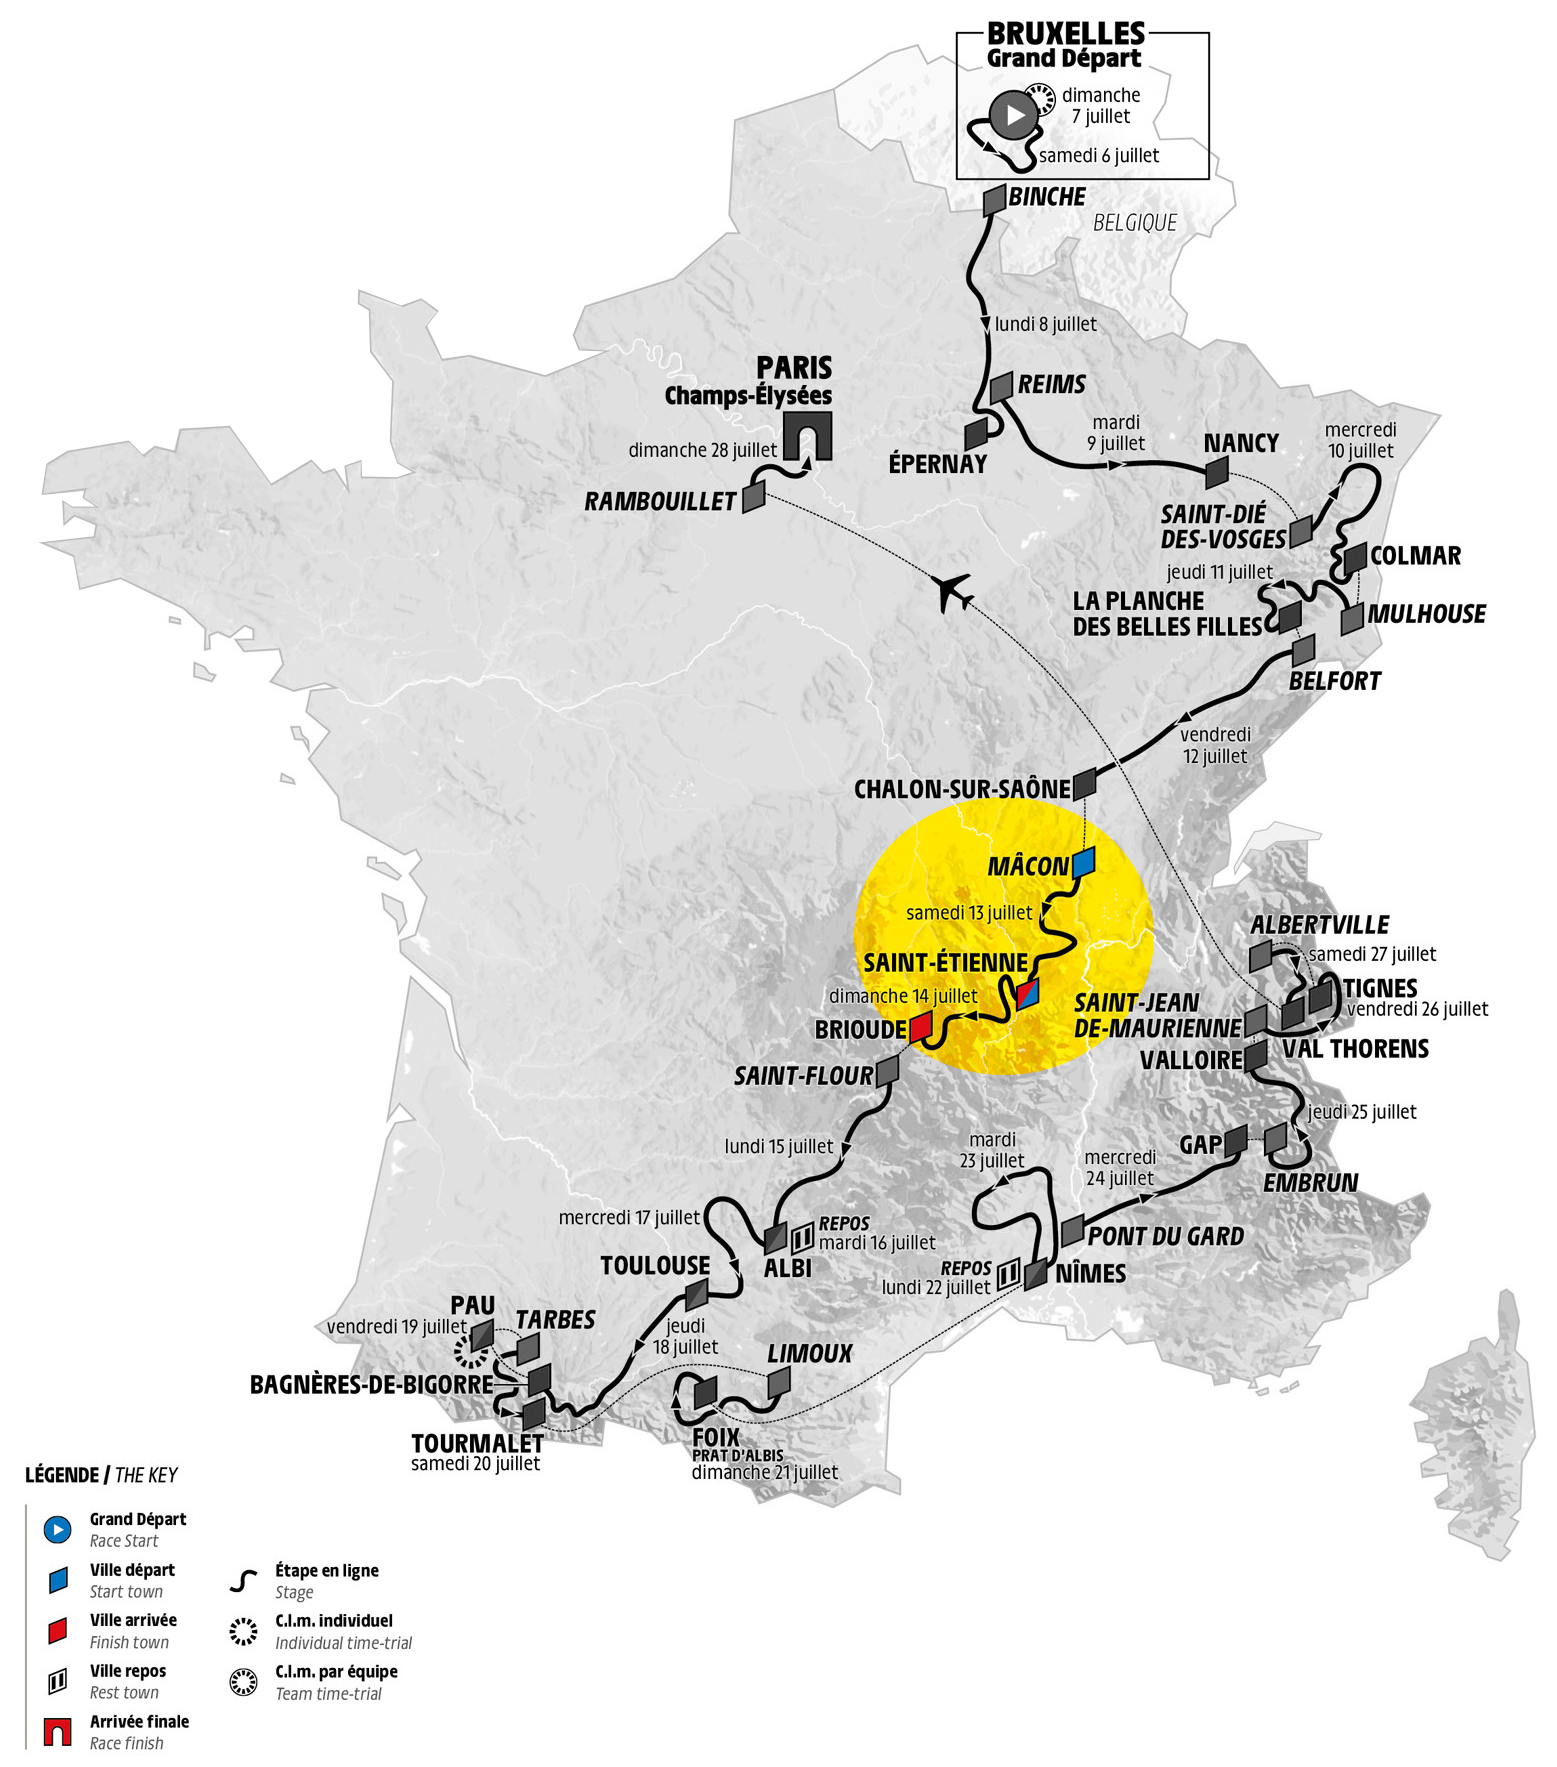 BRUXELLES
Grand Départ
dimanche
7 juillet
samedi 6 juillet
BINCHE
BELGIQUE
lundi 8 juillet
REIMS
ÉPERNAY
mardi
9 juillet
NANCY
mercredi
10 juillet
PARIS
Champs-Élysées
dimanche 28 juillet
RAMBOUILLET
SAINT-DIÉ
DES-VOSGES
COLMAR
jeudi 11 juillet
LA PLANCHE
DES BELLES FILLES
MULHOUSE
BELFORT
vendredi
12 juillet
CHALON-SUR-SAÔNE
MÂCON
samedi 13 juillet
SAINT-ÉTIENNE
dimanche 14 juillet
BRIOUDE
SAINT-FLOUR
ALBERTVILLE
samedi 27 juillet
TIGNES
vendredi 26 juillet
SAINT-JEAN
DE-MAURIENNE
VAL THORENS
VALLOIRE
jeudi 25 juillet
GAP
EMBRUN
lundi 15 juillet
mardi
23 juillet
mercredi
24 juillet
PONT DU GARD
mercredi 17 juillet
REPOS
mardi 16 juillet
ALBI
REPOS
lundi 22 juillet
NÎMES
TOULOUSE
jeudi
18 juillet
PAU
vendredi 19 juillet
TARBES
BAGNÈRES-DE-BIGORRE
LIMOUX
TOURMALET
samedi 20 juillet
FOIX
PRAT D'ALBIS
dimanche 21 juillet
LÉGENDE / THE KEY
Grand Départ
Race Start
Ville départ
Start town
Ville arrivée
Finish town
Ville repos
Rest town
Arrivée finale
Race finish
Étape en ligne
Stage
C.l.m. individuel
Individual time-trial
C.l.m. par équipe
Team time-trial